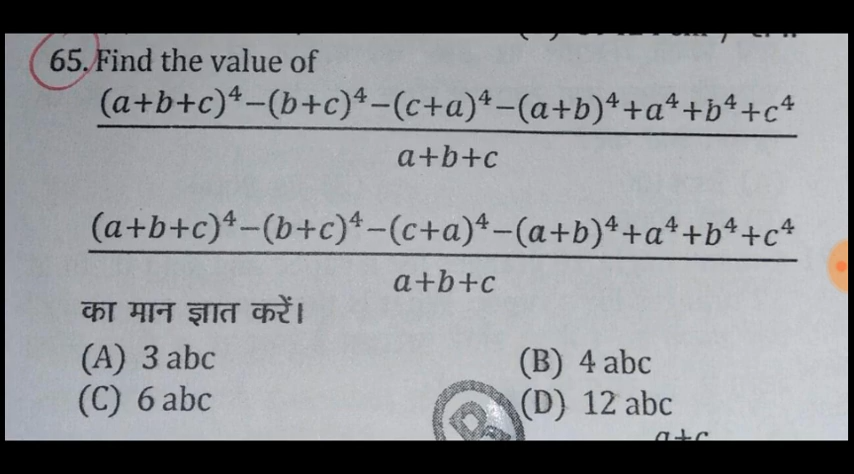 65. Find the value of
(a+b+c)⁴−(b+c)⁴−(c+a)⁴−(a+b)⁴+a⁴+b⁴+c⁴
a+b+c
(a+b+c)⁴−(b+c)⁴−(c+a)⁴−(a+b)⁴+a⁴+b⁴+c⁴
a+b+c
का मान ज्ञात करें।
(A) 3 abc
(B) 4 abc
(C) 6 abc
(D) 12 abc
a+c